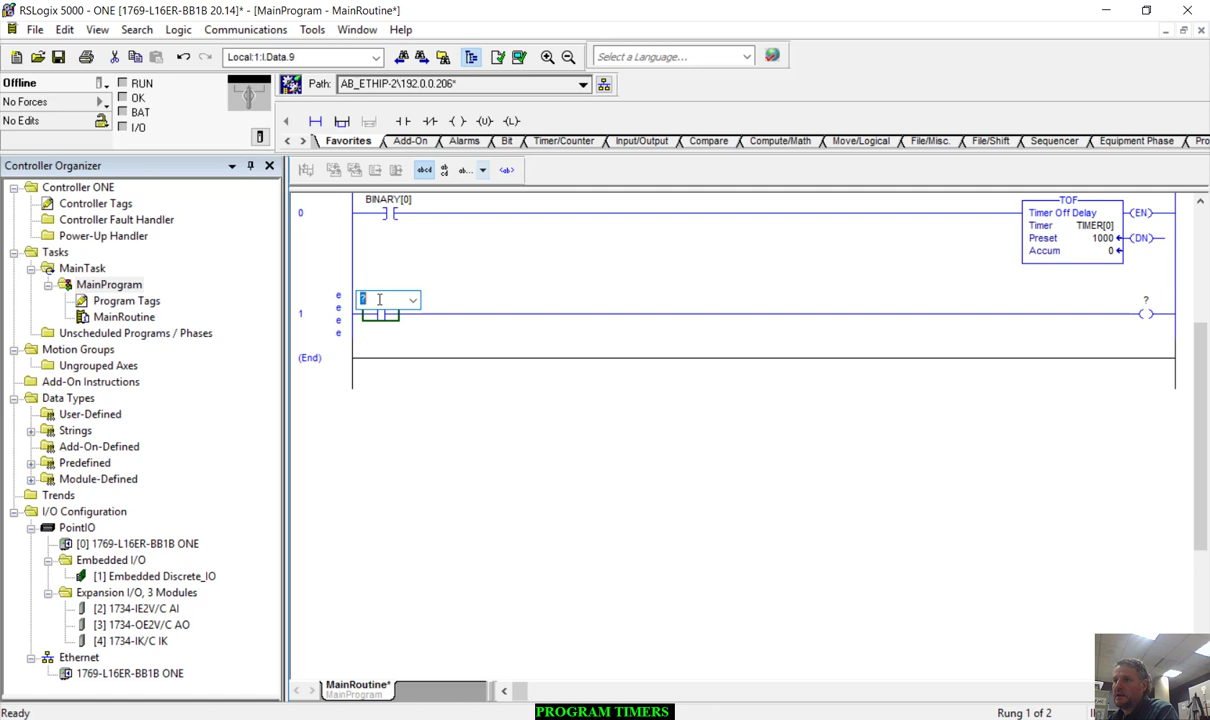 RSLogix 5000 - ONE [1769-L16ER-BB1B 20.14]* - [MainProgram - MainRoutine*]
File Edit View Search Logic Communications Tools Window Help
Local:1:I.Data.9
Select a Language...
Offline
RUN
Path: AB_ETHIP-2\192.0.0.206*
No Forces
OK
BAT
No Edits
I/O
(U) (L)
Favorites Add-On Alarms Bit Timer/Counter Input/Output Compare Compute/Math Move/Logical File/Misc. File/Shift Sequencer Equipment Phase
Controller Organizer
abcd ab cd ab... <ab>
Controller ONE
Controller Tags
Controller Fault Handler
Power-Up Handler
Tasks
MainTask
MainProgram
Program Tags
MainRoutine
Unscheduled Programs / Phases
Motion Groups
Ungrouped Axes
Add-On Instructions
Data Types
User-Defined
Strings
Add-On-Defined
Predefined
Module-Defined
Trends
I/O Configuration
PointIO
[0] 1769-L16ER-BB1B ONE
Embedded I/O
[1] Embedded Discrete_IO
Expansion I/O, 3 Modules
[2] 1734-IE2V/C AI
[3] 1734-OE2V/C AO
[4] 1734-IK/C IK
Ethernet
1769-L16ER-BB1B ONE
BINARY[0]
0
TOF
Timer Off Delay (EN)
Timer TIMER[0]
Preset 1000 (DN)
Accum 0
e
e
e
e
?
1
?
(End)
MainRoutine*
MainProgram
Ready
PROGRAM TIMERS
Rung 1 of 2